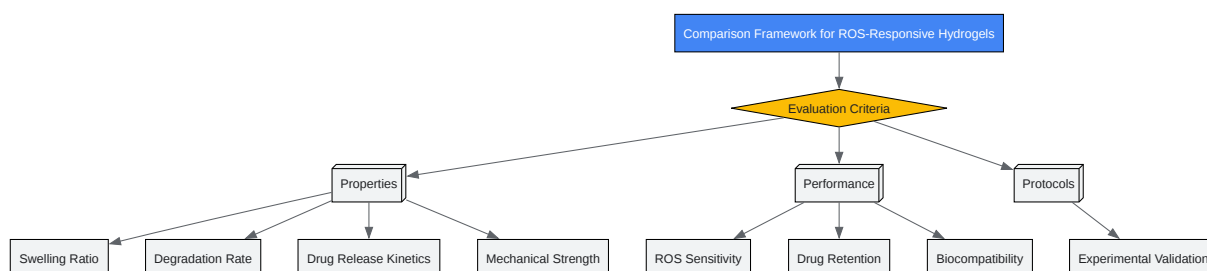 Comparison Framework for ROS-Responsive Hydrogels
Evaluation Criteria
Properties
Performance
Protocols
Swelling Ratio
Degradation Rate
Drug Release Kinetics
Mechanical Strength
ROS Sensitivity
Drug Retention
Biocompatibility
Experimental Validation